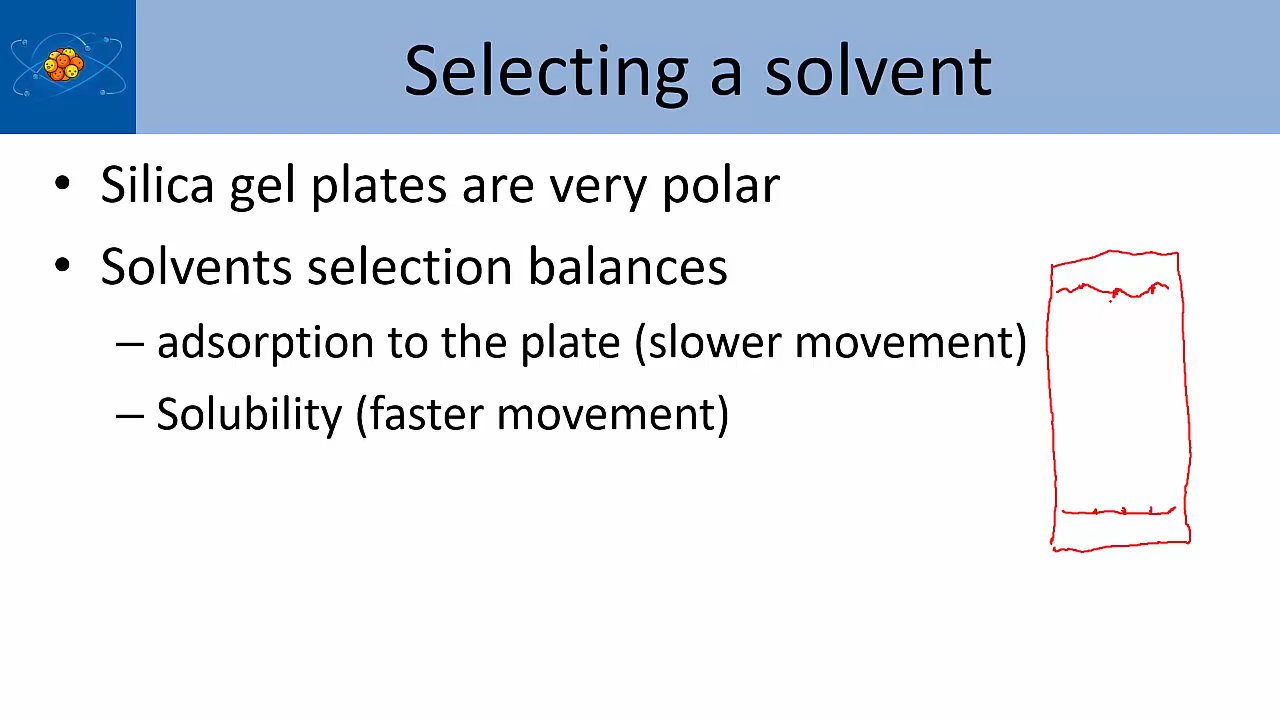 Selecting a solvent
• Silica gel plates are very polar
• Solvents selection balances
– adsorption to the plate (slower movement)
– Solubility (faster movement)